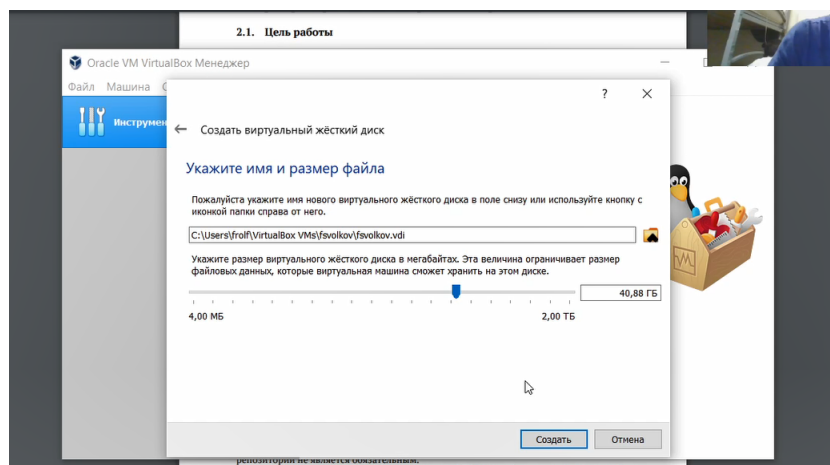 2.1. Цель работы
Oracle VM VirtualBox Менеджер
Файл Машина С
Инструмен
?
Создать виртуальный жёсткий диск
Укажите имя и размер файла
Пожалуйста укажите имя нового виртуального жёсткого диска в поле снизу или используйте кнопку с
иконкой папки справа от него.
C:\Users\frolf\VirtualBox VMs\fsvolkov\fsvolkov.vdi
Укажите размер виртуального жёсткого диска в мегабайтах. Эта величина ограничивает размер
файловых данных, которые виртуальная машина сможет хранить на этом диске.
40,88 ГБ
4,00 МБ 2,00 ТБ
Создать Отмена
репозитории не является обязательным.